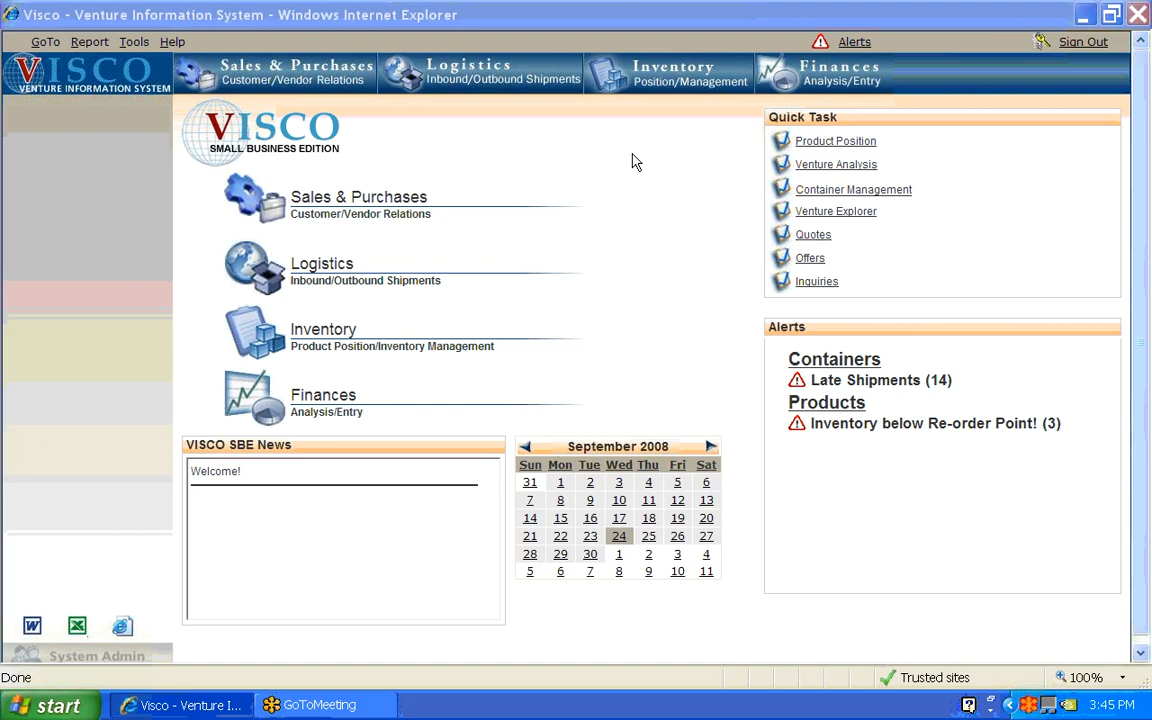 Visco - Venture Information System - Windows Internet Explorer
GoTo Report Tools Help Alerts Sign Out
VISCO
VENTURE INFORMATION SYSTEM
Sales & Purchases
Customer/Vendor Relations
Logistics
Inbound/Outbound Shipments
Inventory
Position/Management
Finances
Analysis/Entry
VISCO
SMALL BUSINESS EDITION
Sales & Purchases
Customer/Vendor Relations
Logistics
Inbound/Outbound Shipments
Inventory
Product Position/Inventory Management
Finances
Analysis/Entry
Quick Task
Product Position
Venture Analysis
Container Management
Venture Explorer
Quotes
Offers
Inquiries
Alerts
Containers
Late Shipments (14)
Products
Inventory below Re-order Point! (3)
VISCO SBE News
Welcome!
September 2008
Sun Mon Tue Wed Thu Fri Sat
31 1 2 3 4 5 6
7 8 9 10 11 12 13
14 15 16 17 18 19 20
21 22 23 24 25 26 27
28 29 30 1 2 3 4
5 6 7 8 9 10 11
System Admin
Done Trusted sites 100%
start Visco - Venture I... GoToMeeting 3:45 PM